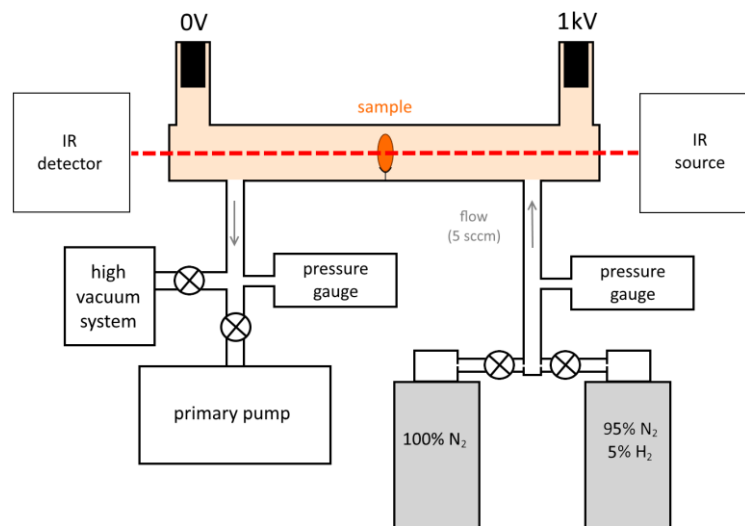 0V
1kV
sample
IR
detector
IR
source
flow
(5 sccm)
high
vacuum
system
pressure
gauge
pressure
gauge
primary pump
100% N₂
95% N₂
5% H₂